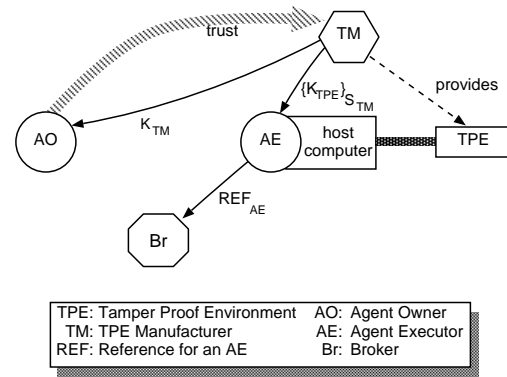 trust
TM
provides
{K_TPE}_S_TM
K_TM
AO
AE
host
computer
TPE
REF_AE
Br
TPE: Tamper Proof Environment AO: Agent Owner
TM: TPE Manufacturer AE: Agent Executor
REF: Reference for an AE Br: Broker